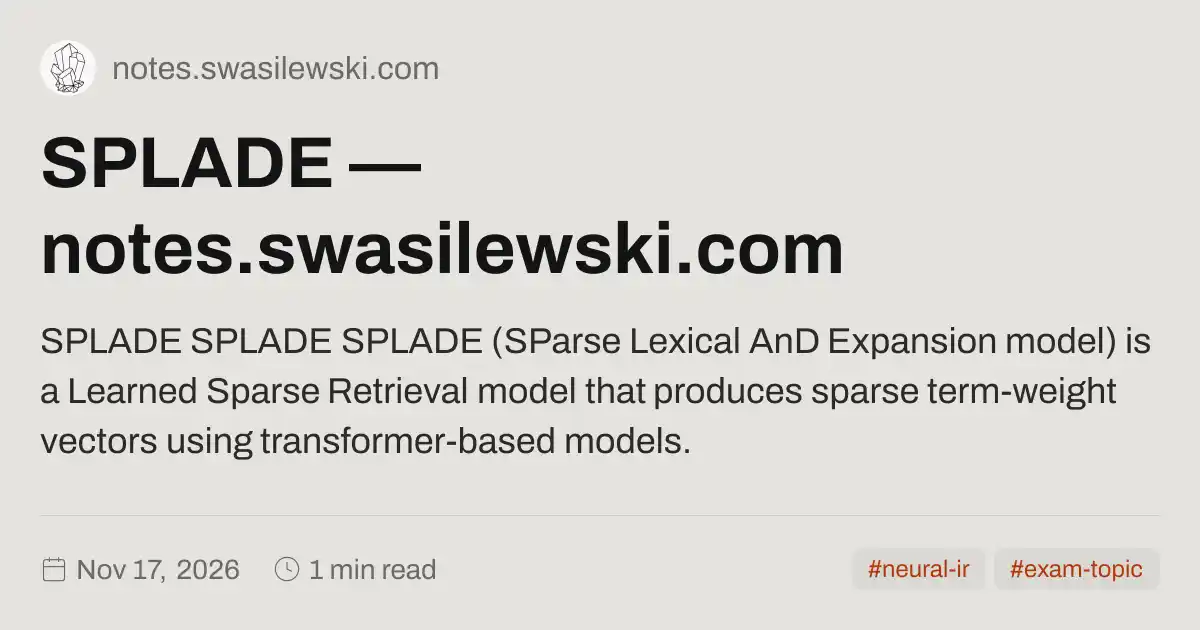 notes.swasilewski.com
SPLADE —
notes.swasilewski.com
SPLADE SPLADE SPLADE (SParse Lexical AnD Expansion model) is
a Learned Sparse Retrieval model that produces sparse term-weight
vectors using transformer-based models.
Nov 17, 2026 1 min read #neural-ir #exam-topic